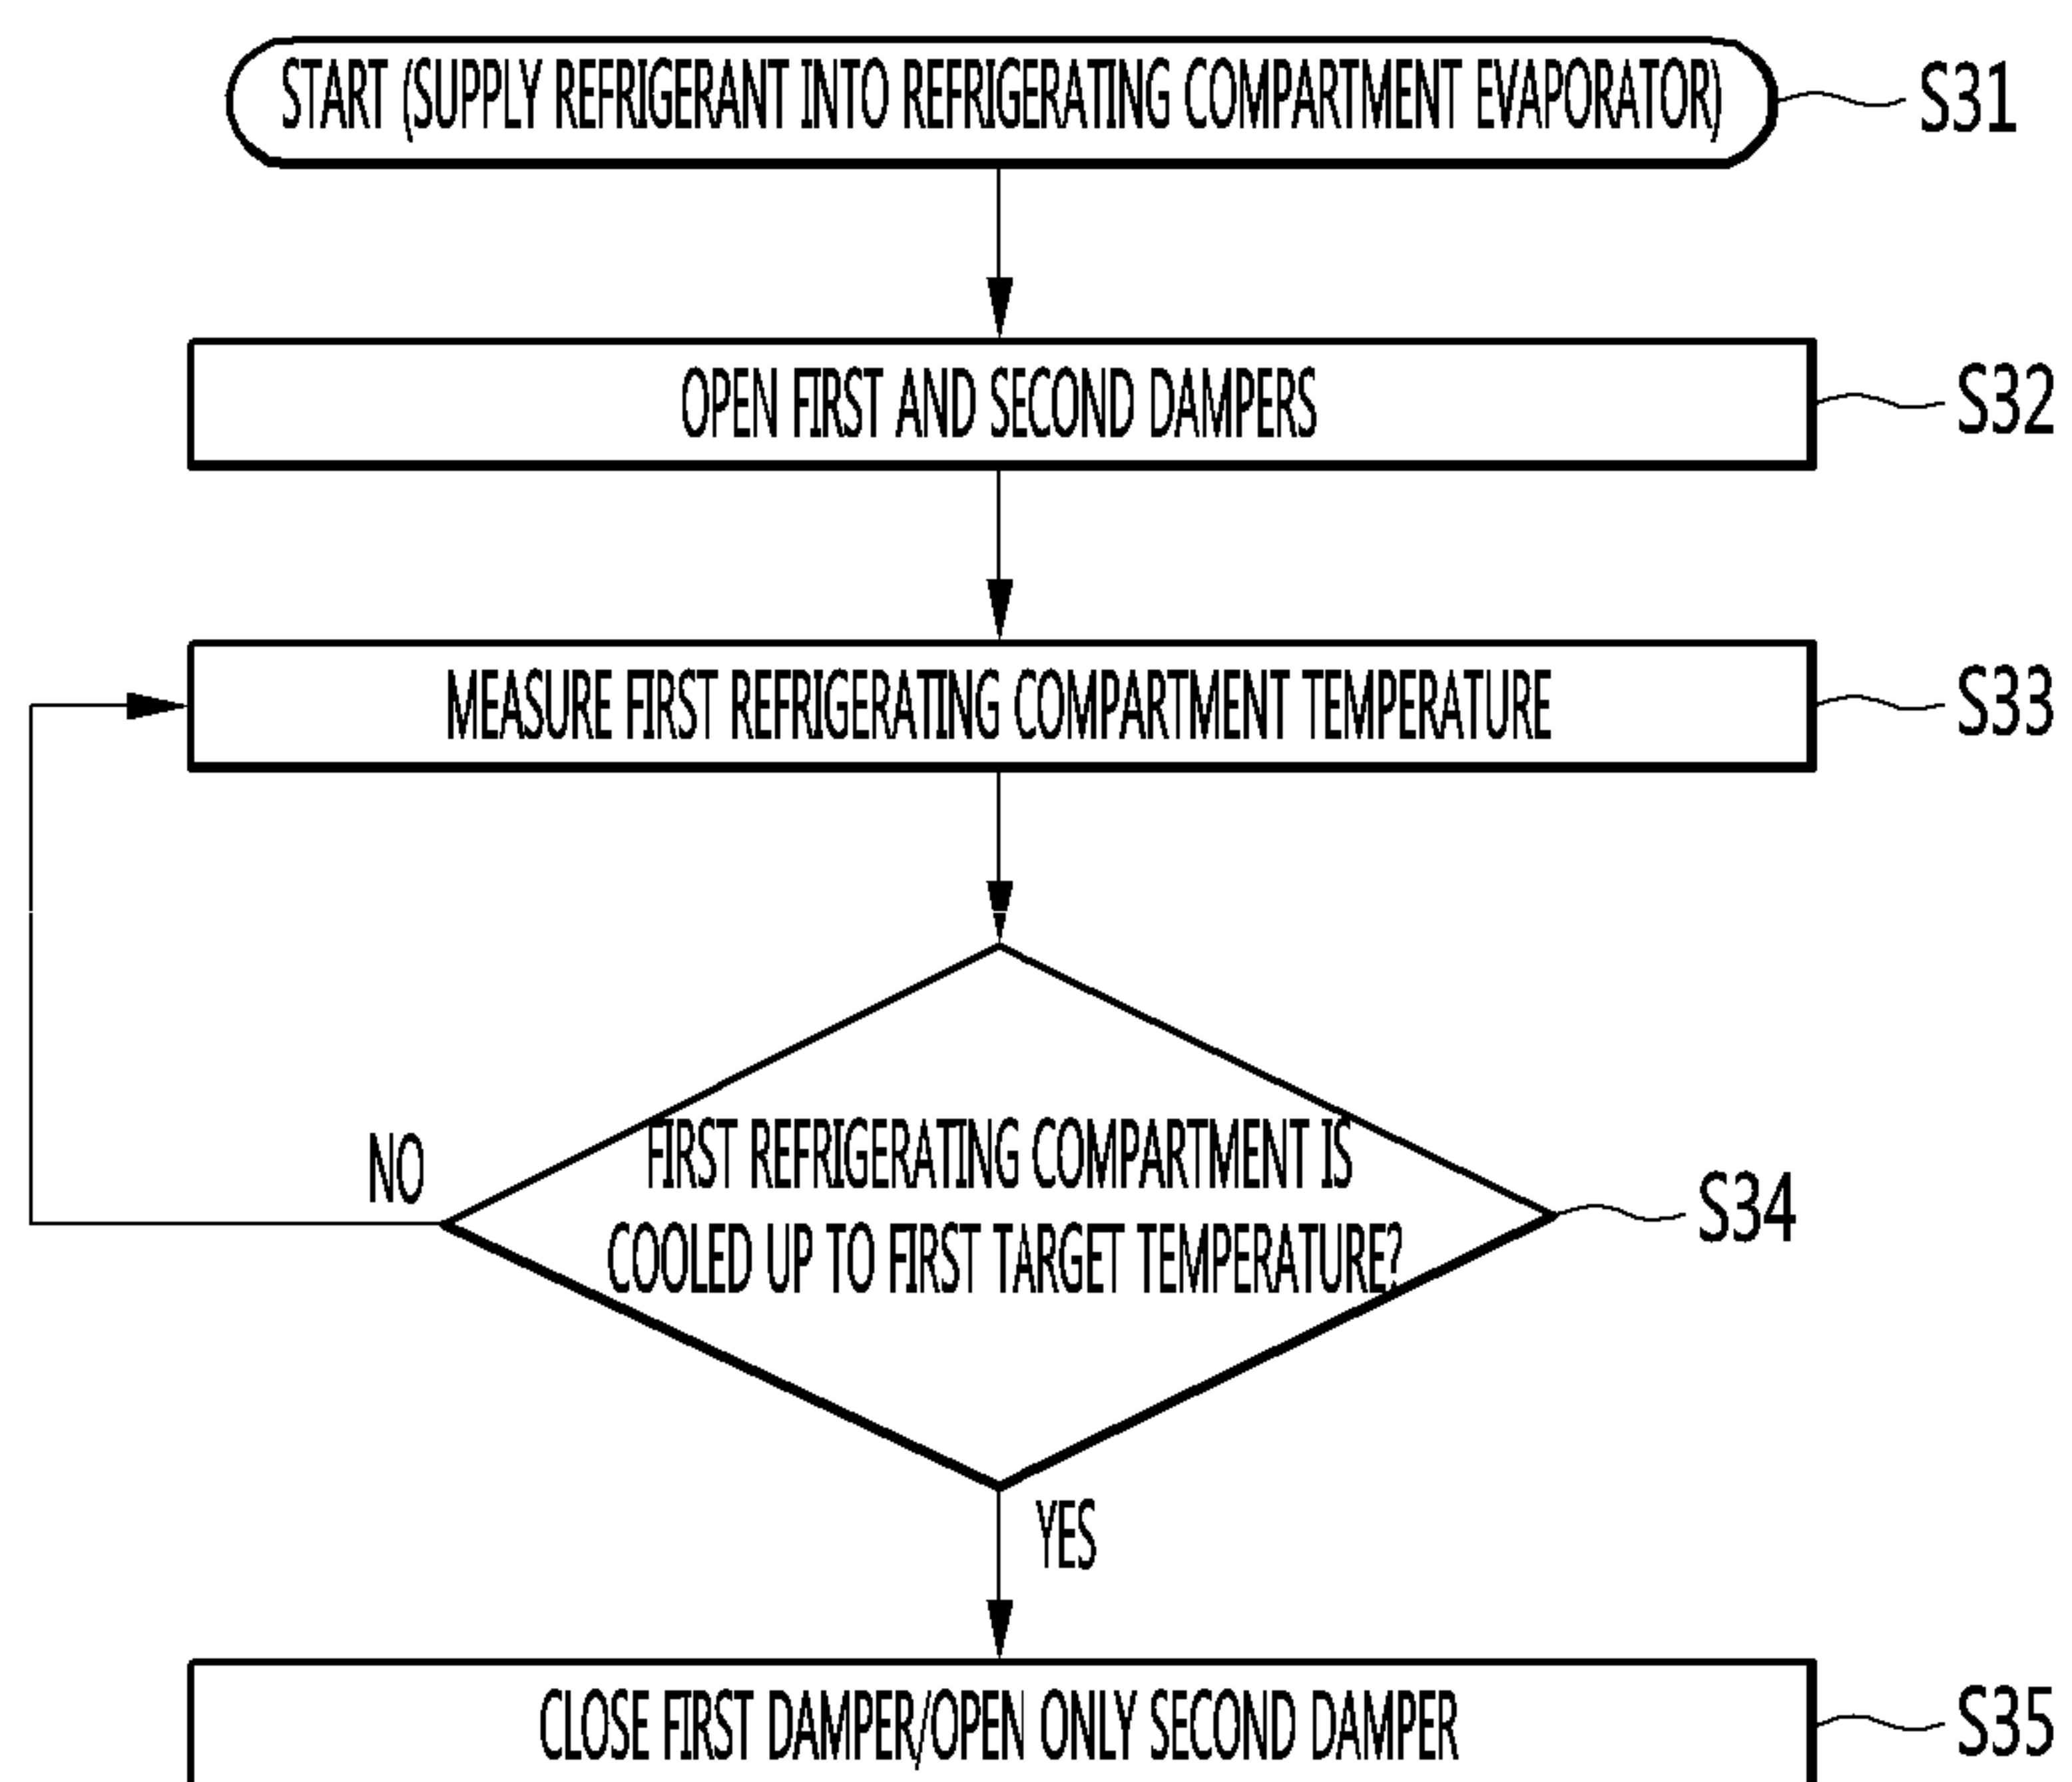 START (SUPPLY REFRIGERANT INTO REFRIGERATING COMPARTMENT EVAPORATOR)
S31
OPEN FIRST AND SECOND DAMPERS
S32
MEASURE FIRST REFRIGERATING COMPARTMENT TEMPERATURE
S33
NO
FIRST REFRIGERATING COMPARTMENT IS
COOLED UP TO FIRST TARGET TEMPERATURE?
S34
YES
CLOSE FIRST DAMPER/OPEN ONLY SECOND DAMPER
S35